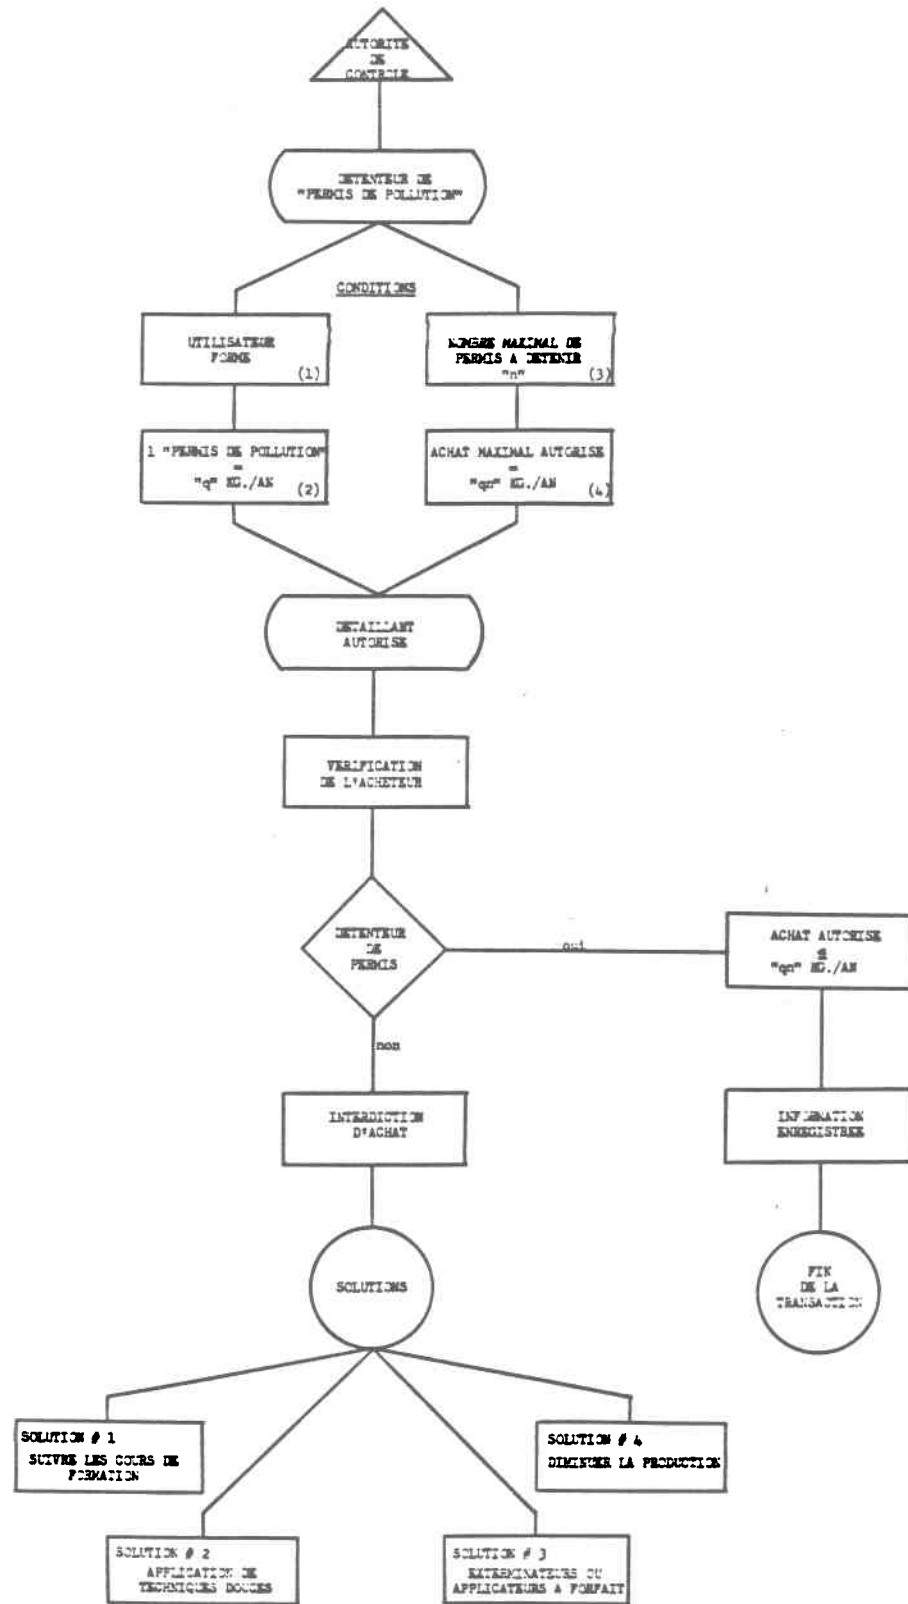 AUTORITE
DE
CONTROLE
DETENTEUR DE
"PERMIS DE POLLUTION"
CONDITIONS
UTILISATEUR
FORME
(1)
NOMBRE MAXIMAL DE
PERMIS A DETENIR
"n"
(3)
1 "PERMIS DE POLLUTION"
=
"q" KG./AN
(2)
ACHAT MAXIMAL AUTORISE
=
"qn" KG./AN
(4)
DETAILLANT
AUTORISE
VERIFICATION
DE L'ACHETEUR
DETENTEUR
DE
PERMIS
oui
ACHAT AUTORISE
≤
"qn" KG./AN
non
INTERDICTION
D'ACHAT
INFORMATION
ENREGISTREE
SOLUTIONS
FIN
DE LA
TRANSACTION
SOLUTION # 1
SUIVRE LES COURS DE
FORMATION
SOLUTION # 4
DIMINUER LA PRODUCTION
SOLUTION # 2
APPLICATION DE
TECHNIQUES DOUCES
SOLUTION # 3
EXTERMINATEURS OU
APPLICATEURS A FORFAIT